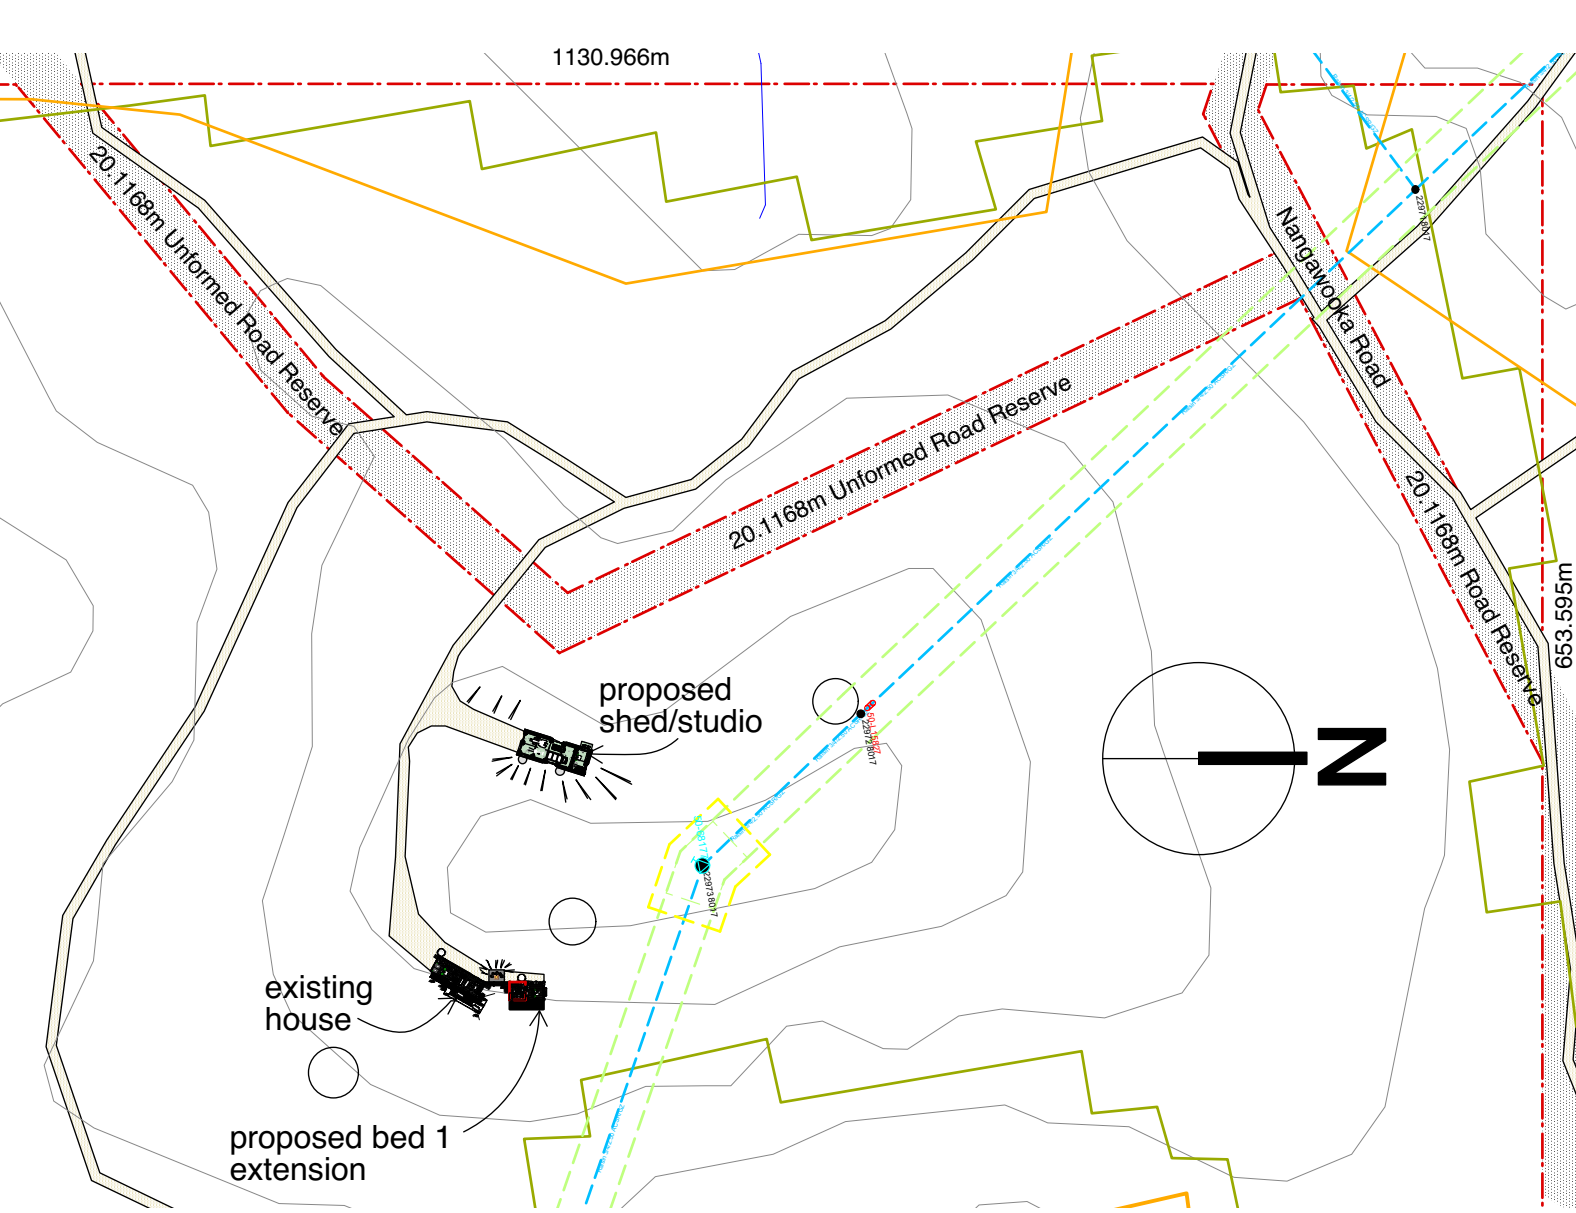 1130.966m
20.1168m Unformed Road Reserve
Nangawooka Road
20.1168m Unformed Road Reserve
20.1168m Road Reserve
653.595m
proposed
shed/studio
N
existing
house
proposed bed 1
extension